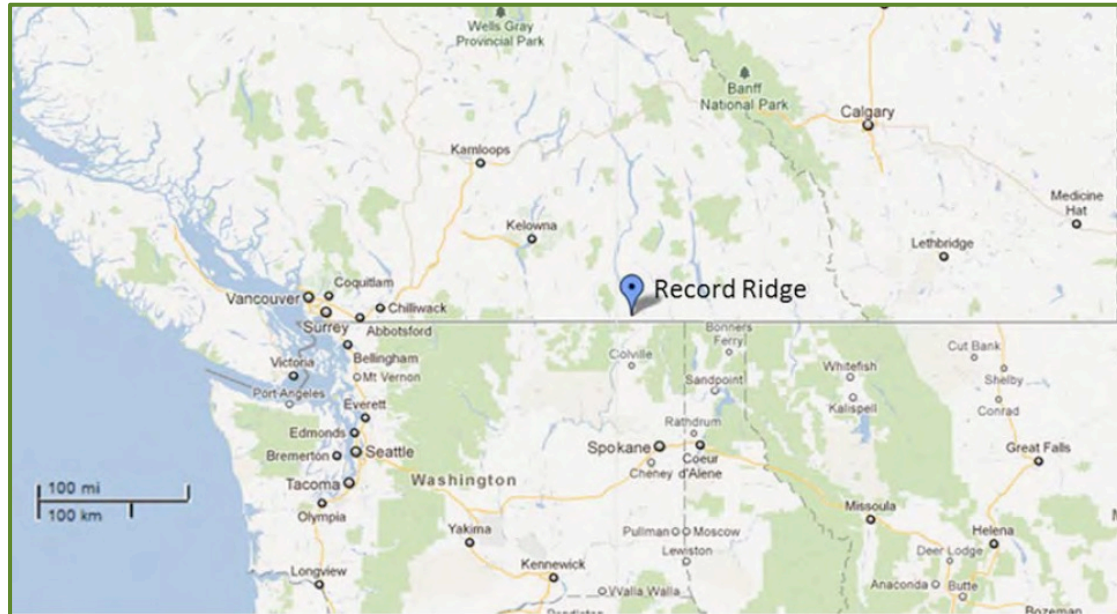 Wells Gray
Provincial Park
Banff
National Park
Calgary
Kamloops
Medicine
Hat
Kelowna
Lethbridge
Coquitlam
Vancouver
Chilliwack
Record Ridge
Surrey
Abbotsford
Bonners
Ferry
Cut Bank
Bellingham
Colville
Victoria
Mt Vernon
Whitefish
Shelby
Port Angeles
Sandpoint
Kalispell
Conrad
Everett
Edmonds
Rathdrum
Seattle
Spokane
Coeur
d'Alene
Great Falls
Bremerton
Cheney
Tacoma
Washington
100 mi
100 km
Olympia
Missoula
Yakima
Pullman
Moscow
Helena
Lewiston
Deer Lodge
Longview
Kennewick
Walla Walla
Anaconda
Butte
Bozeman